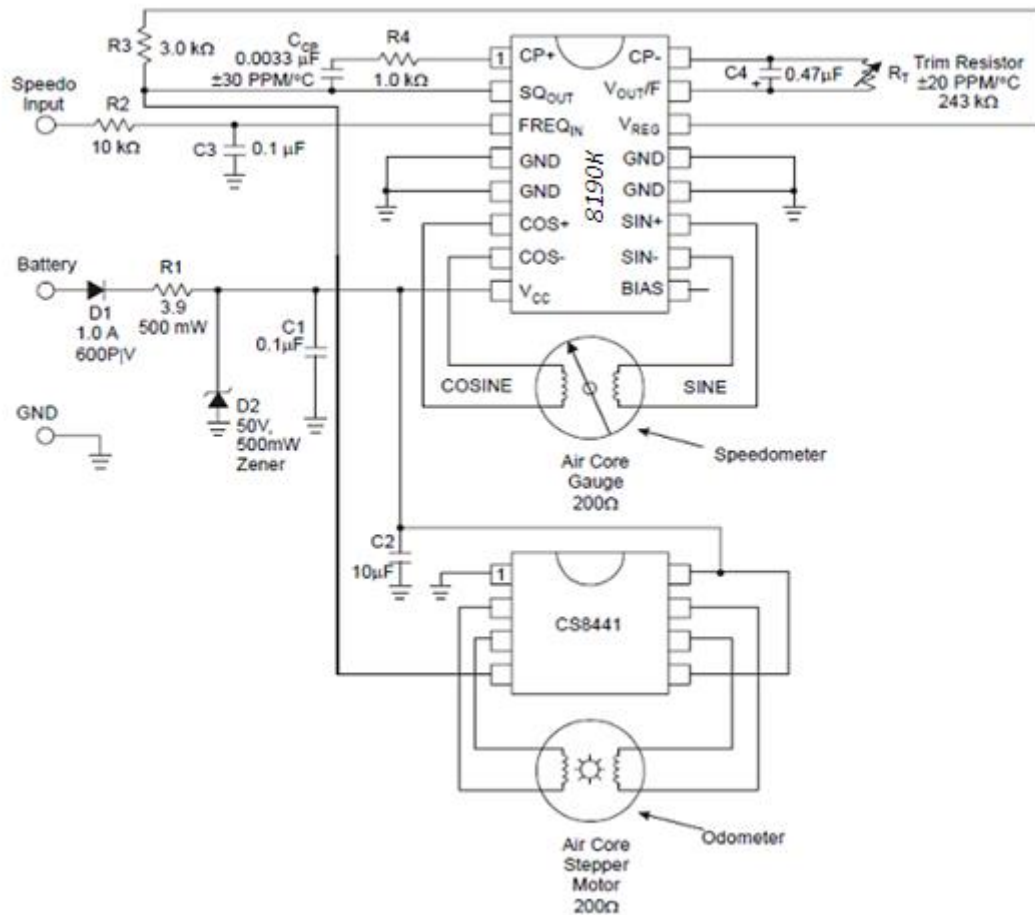 R3
3.0 kΩ
C_CP
0.0033 µF
±30 PPM/°C
R4
1.0 kΩ
1
CP+
CP-
C4
+
0.47µF
R_T
Trim Resistor
±20 PPM/°C
243 kΩ
Speedo
Input
R2
10 kΩ
C3
0.1 µF
SQ_OUT
V_OUT/F
FREQ_IN
V_REG
GND
GND
GND
GND
8190K
COS+
SIN+
COS-
SIN-
V_CC
BIAS
Battery
D1
1.0 A
600P|V
R1
3.9
500 mW
C1
0.1µF
D2
50V,
500mW
Zener
GND
COSINE
SINE
Air Core
Gauge
200Ω
Speedometer
C2
10µF
1
CS8441
Air Core
Stepper
Motor
200Ω
Odometer